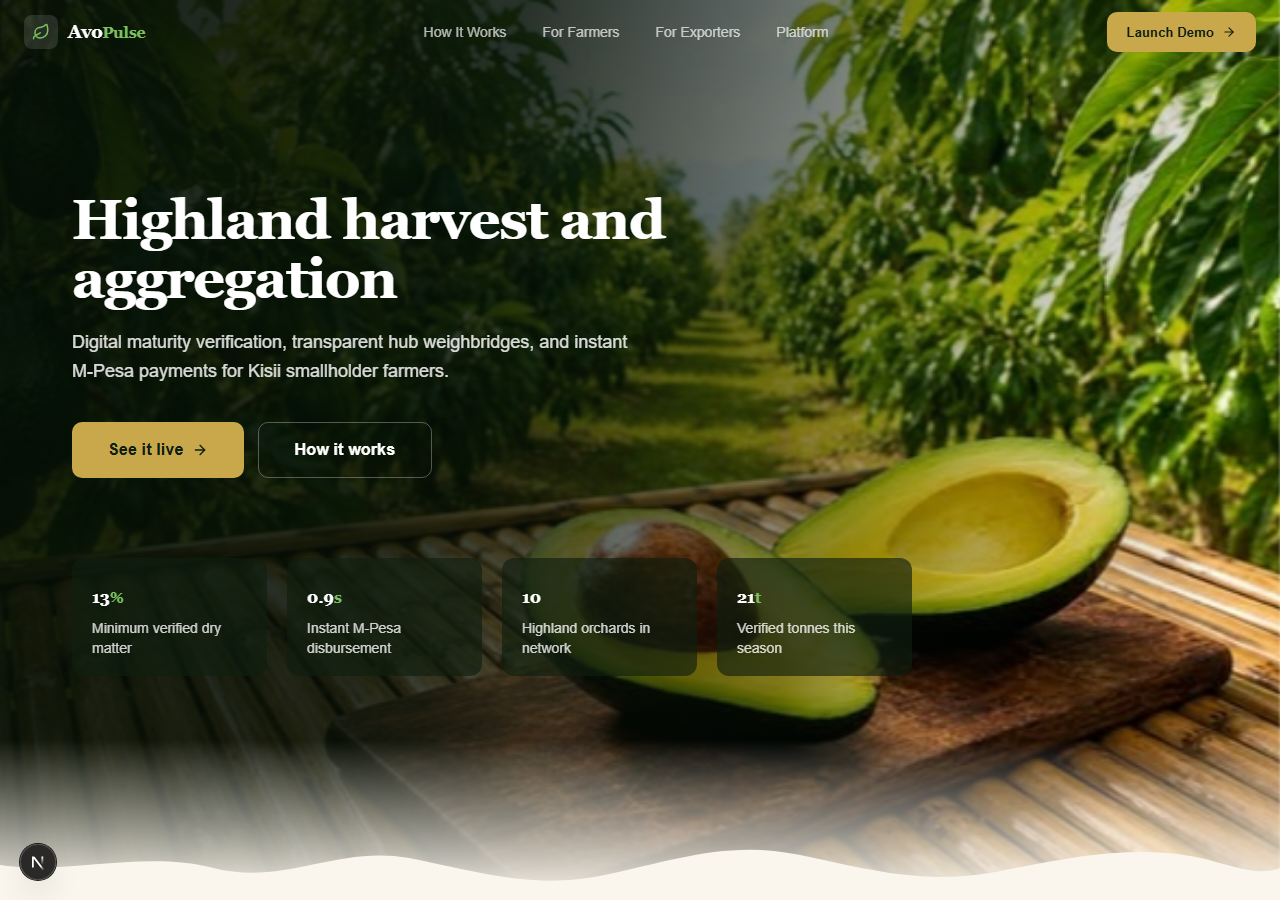 AvoPulse
How It Works
For Farmers
For Exporters
Platform
Launch Demo →
Highland harvest and
aggregation
Digital maturity verification, transparent hub weighbridges, and instant
M-Pesa payments for Kisii smallholder farmers.
See it live →
How it works
13%
Minimum verified dry
matter
0.9s
Instant M-Pesa
disbursement
10
Highland orchards in
network
21t
Verified tonnes this
season
N